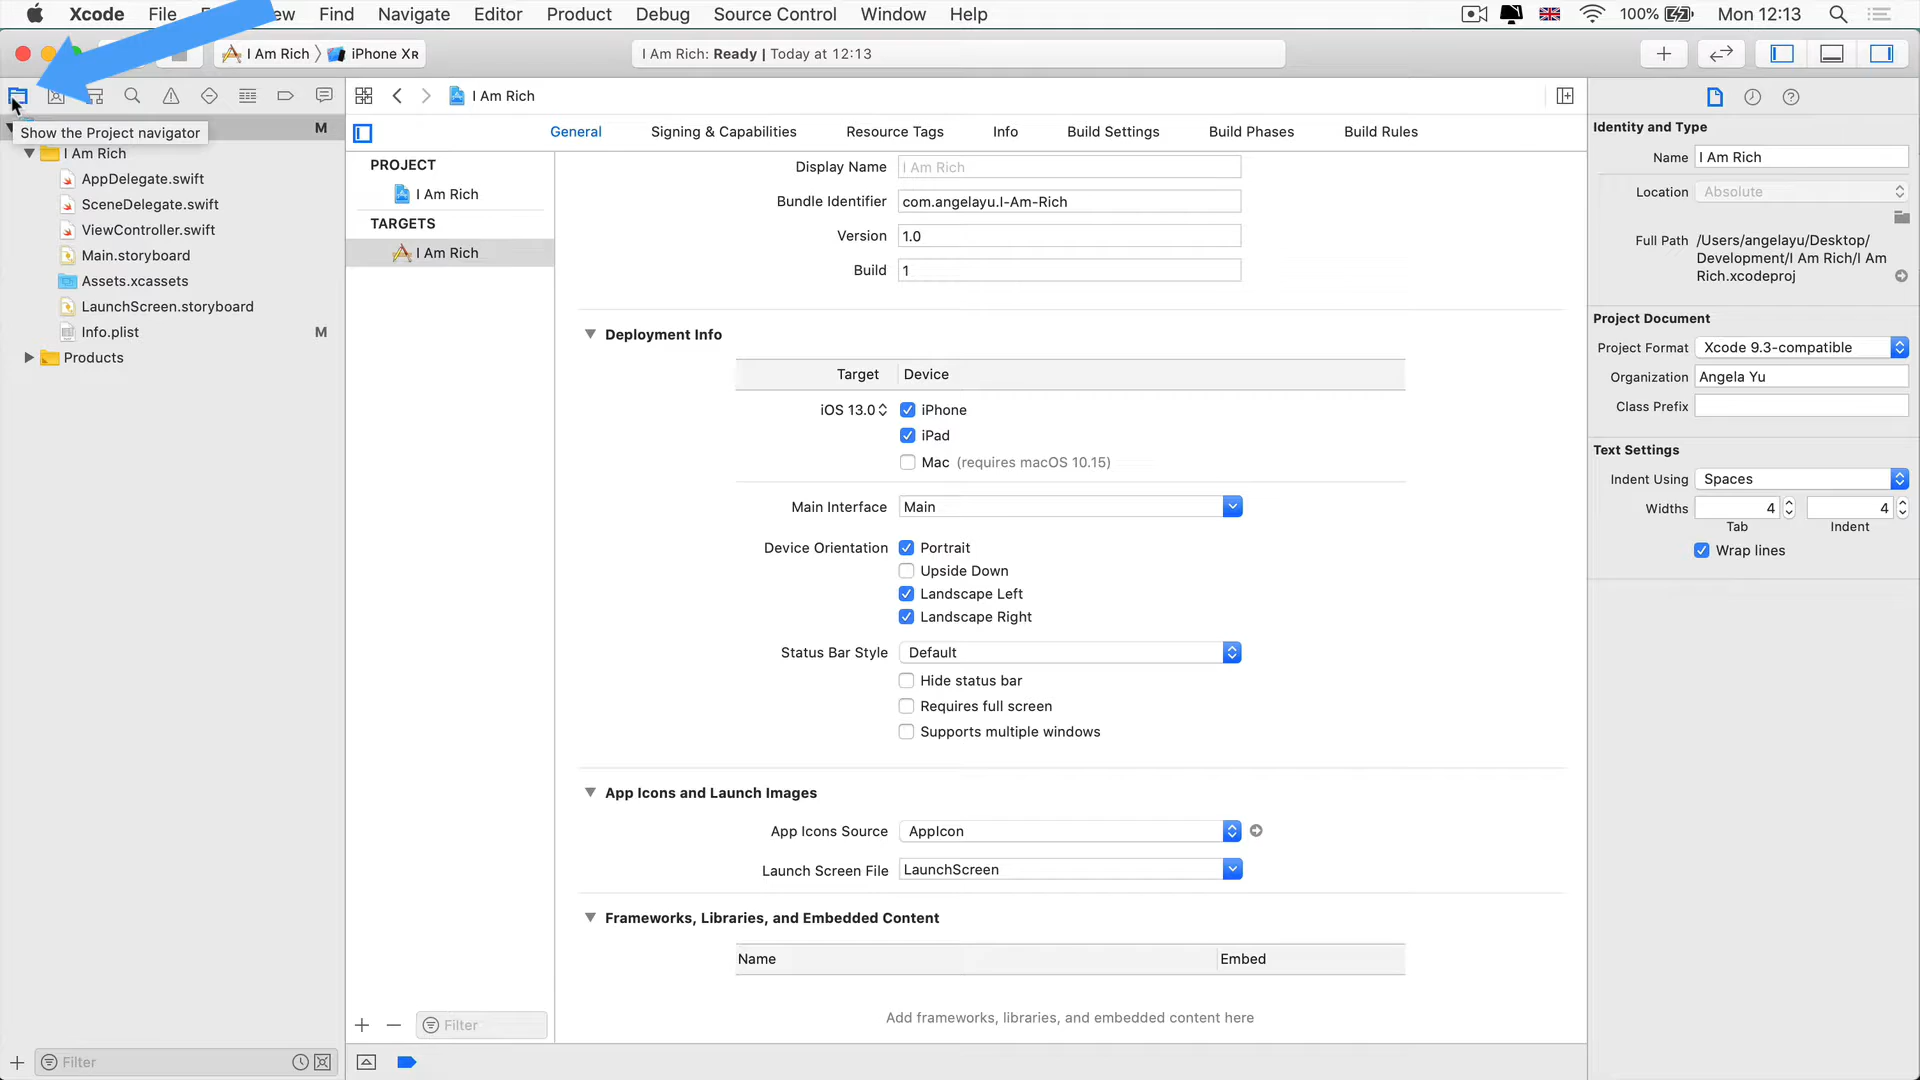 Xcode File ew Find Navigate Editor Product Debug Source Control Window Help 100% Mon 12:13
I Am Rich iPhone XR I Am Rich: Ready | Today at 12:13
I Am Rich
Show the Project navigator M
I Am Rich
AppDelegate.swift
SceneDelegate.swift
ViewController.swift
Main.storyboard
Assets.xcassets
LaunchScreen.storyboard
Info.plist M
Products
Filter
General Signing & Capabilities Resource Tags Info Build Settings Build Phases Build Rules
PROJECT
I Am Rich
TARGETS
I Am Rich
Filter
Display Name I Am Rich
Bundle Identifier com.angelayu.I-Am-Rich
Version 1.0
Build 1
Deployment Info
Target Device
iOS 13.0 iPhone
iPad
Mac (requires macOS 10.15)
Main Interface Main
Device Orientation Portrait
Upside Down
Landscape Left
Landscape Right
Status Bar Style Default
Hide status bar
Requires full screen
Supports multiple windows
App Icons and Launch Images
App Icons Source AppIcon
Launch Screen File LaunchScreen
Frameworks, Libraries, and Embedded Content
Name Embed
Add frameworks, libraries, and embedded content here
Identity and Type
Name I Am Rich
Location Absolute
Full Path /Users/angelayu/Desktop/
Development/I Am Rich/I Am
Rich.xcodeproj
Project Document
Project Format Xcode 9.3-compatible
Organization Angela Yu
Class Prefix
Text Settings
Indent Using Spaces
Widths 4 4
Tab Indent
Wrap lines